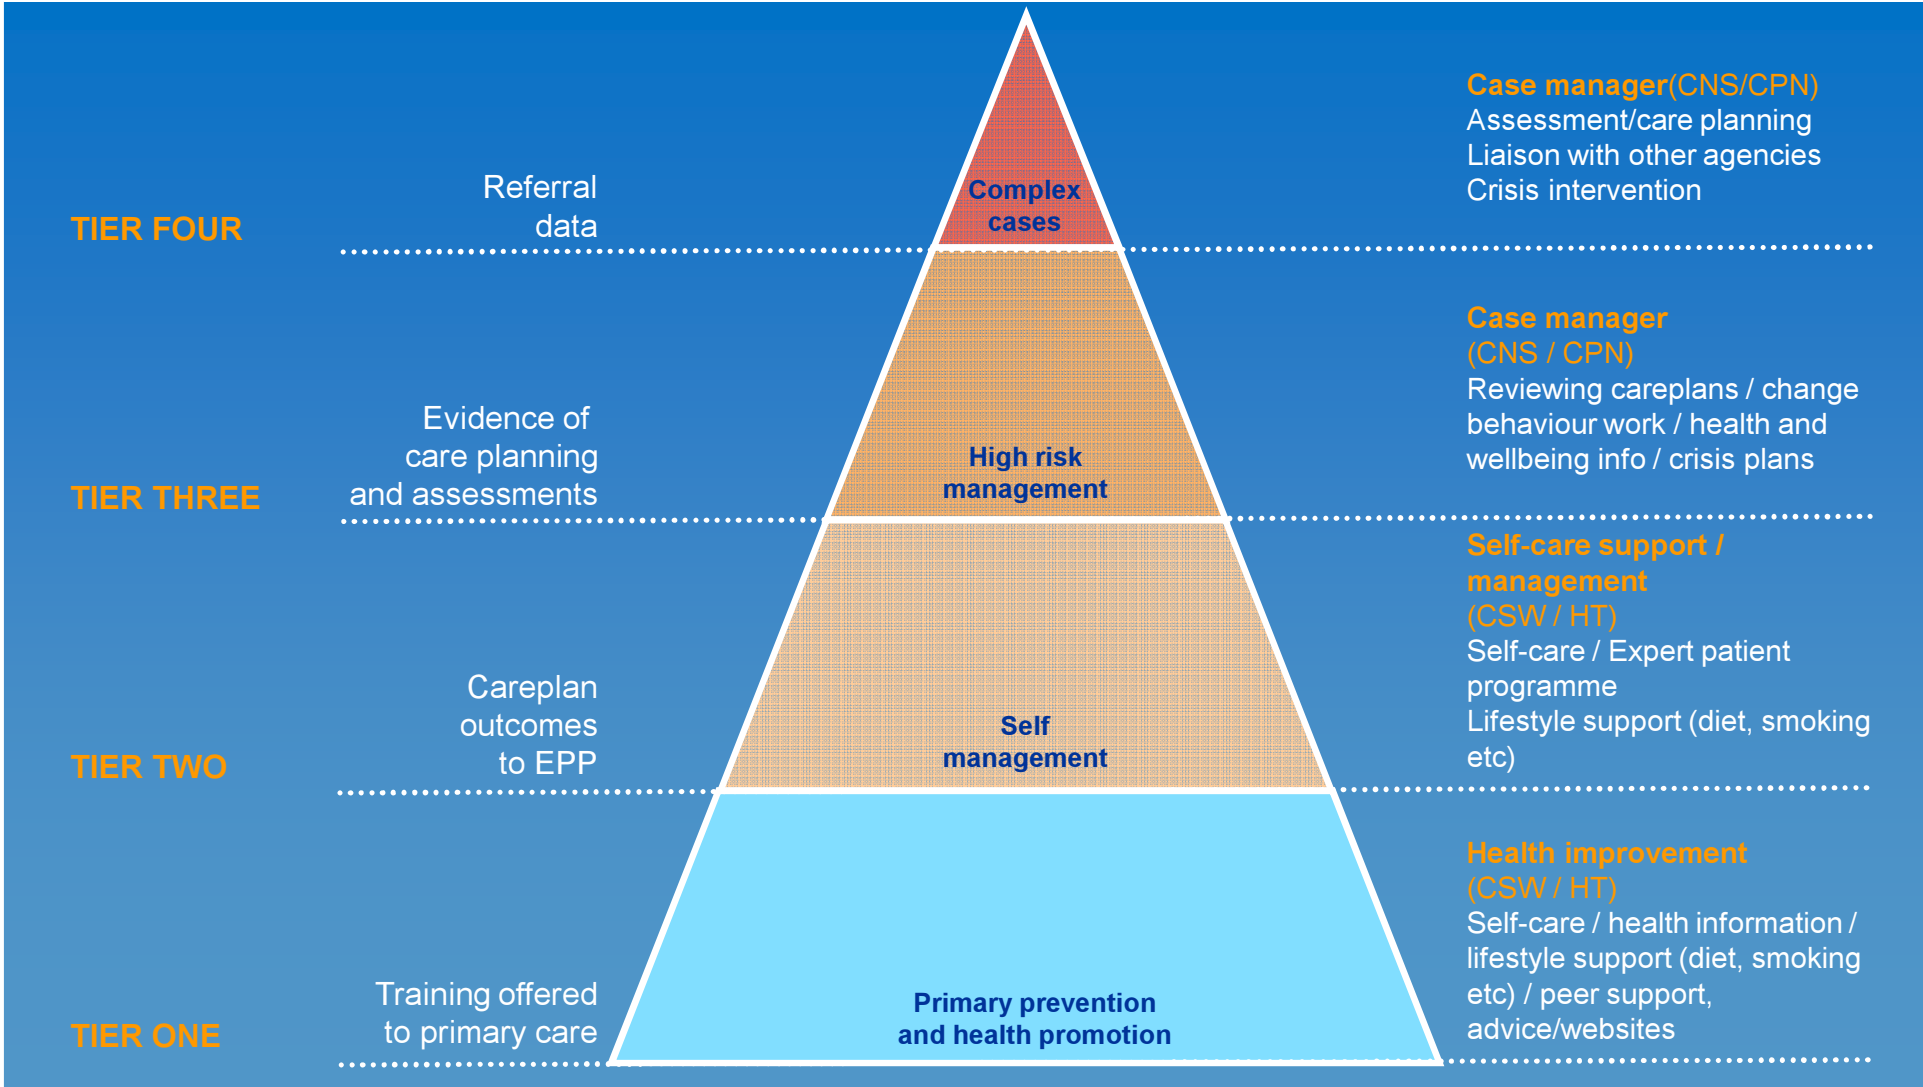 TIER FOUR
Referral
data
Complex
cases
Case manager(CNS/CPN)
Assessment/care planning
Liaison with other agencies
Crisis intervention
TIER THREE
Evidence of
care planning
and assessments
High risk
management
Case manager
(CNS / CPN)
Reviewing careplans / change
behaviour work / health and
wellbeing info / crisis plans
TIER TWO
Careplan
outcomes
to EPP
Self
management
Self-care support /
management
(CSW / HT)
Self-care / Expert patient
programme
Lifestyle support (diet, smoking
etc)
TIER ONE
Training offered
to primary care
Primary prevention
and health promotion
Health improvement
(CSW / HT)
Self-care / health information /
lifestyle support (diet, smoking
etc) / peer support,
advice/websites